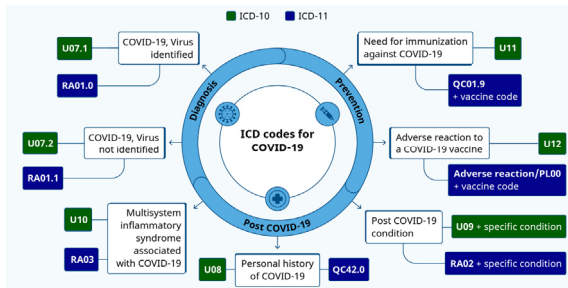 ICD-10 ICD-11
U07.1
COVID-19, Virus
identified
RA01.0
Need for immunization
against COVID-19
U11
QC01.9
+ vaccine code
Diagnosis
Prevention
Post COVID-19
ICD codes for
COVID-19
U07.2
COVID-19, Virus
not identified
RA01.1
Adverse reaction to
a COVID-19 vaccine
U12
Adverse reaction/PL00
+ vaccine code
U10
Multisystem
inflammatory
syndrome
associated
with COVID-19
RA03
Post COVID-19
condition
U09 + specific condition
RA02 + specific condition
U08
Personal history
of COVID-19
QC42.0